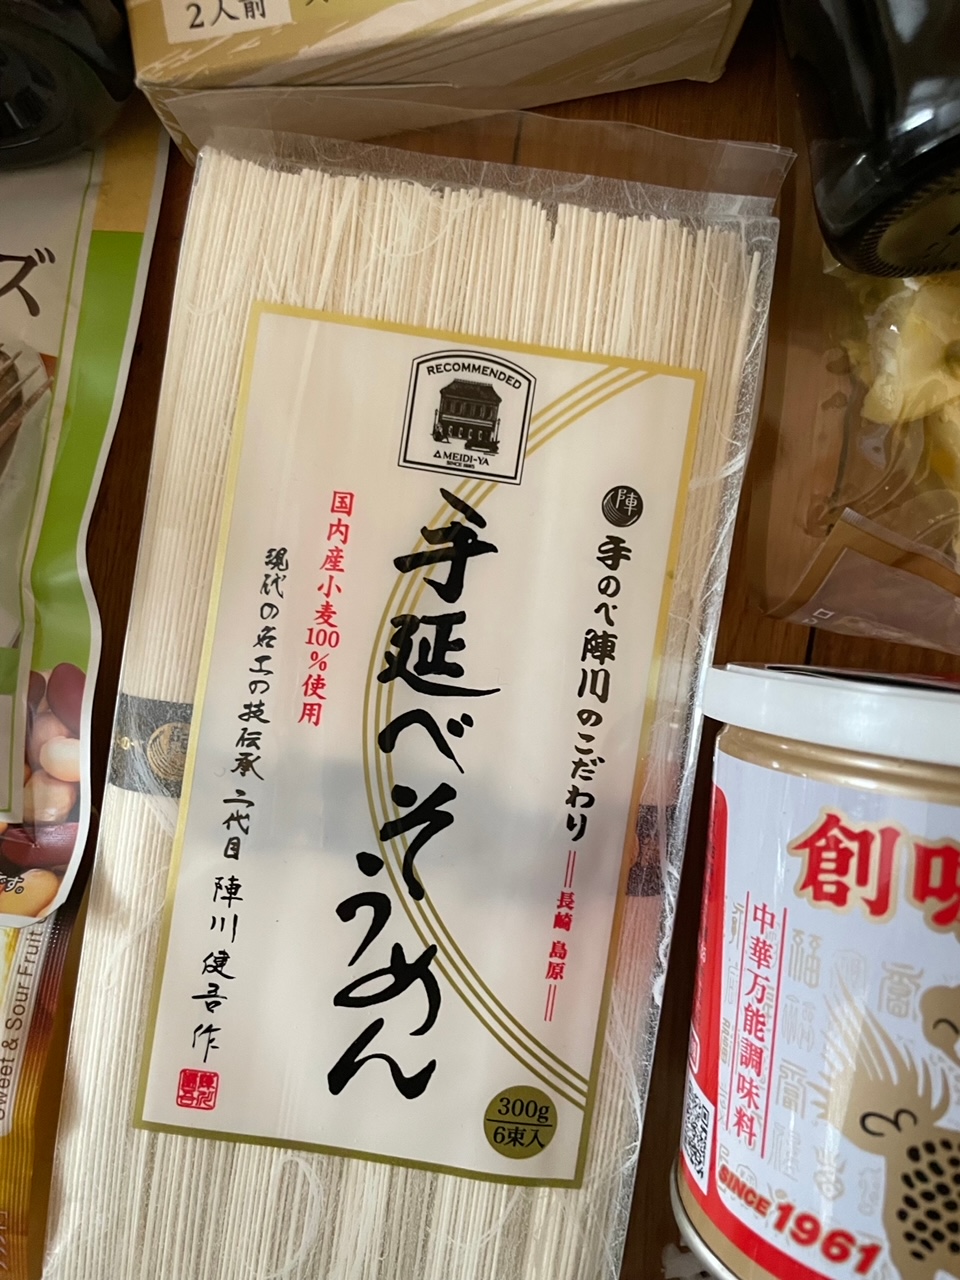 2人前
ズ
RECOMMENDED
MEIDI-YA
SINCE 1885
陣
手のべ陣川のこだわり
長崎 島原
手延べそうめん
国内産小麦100%使用
現代の名工の技伝承 二代目 陣川健吾作
300g
6束入
創味
中華万能調味料
SINCE 1961
Sweet & Sour Fruit
す。